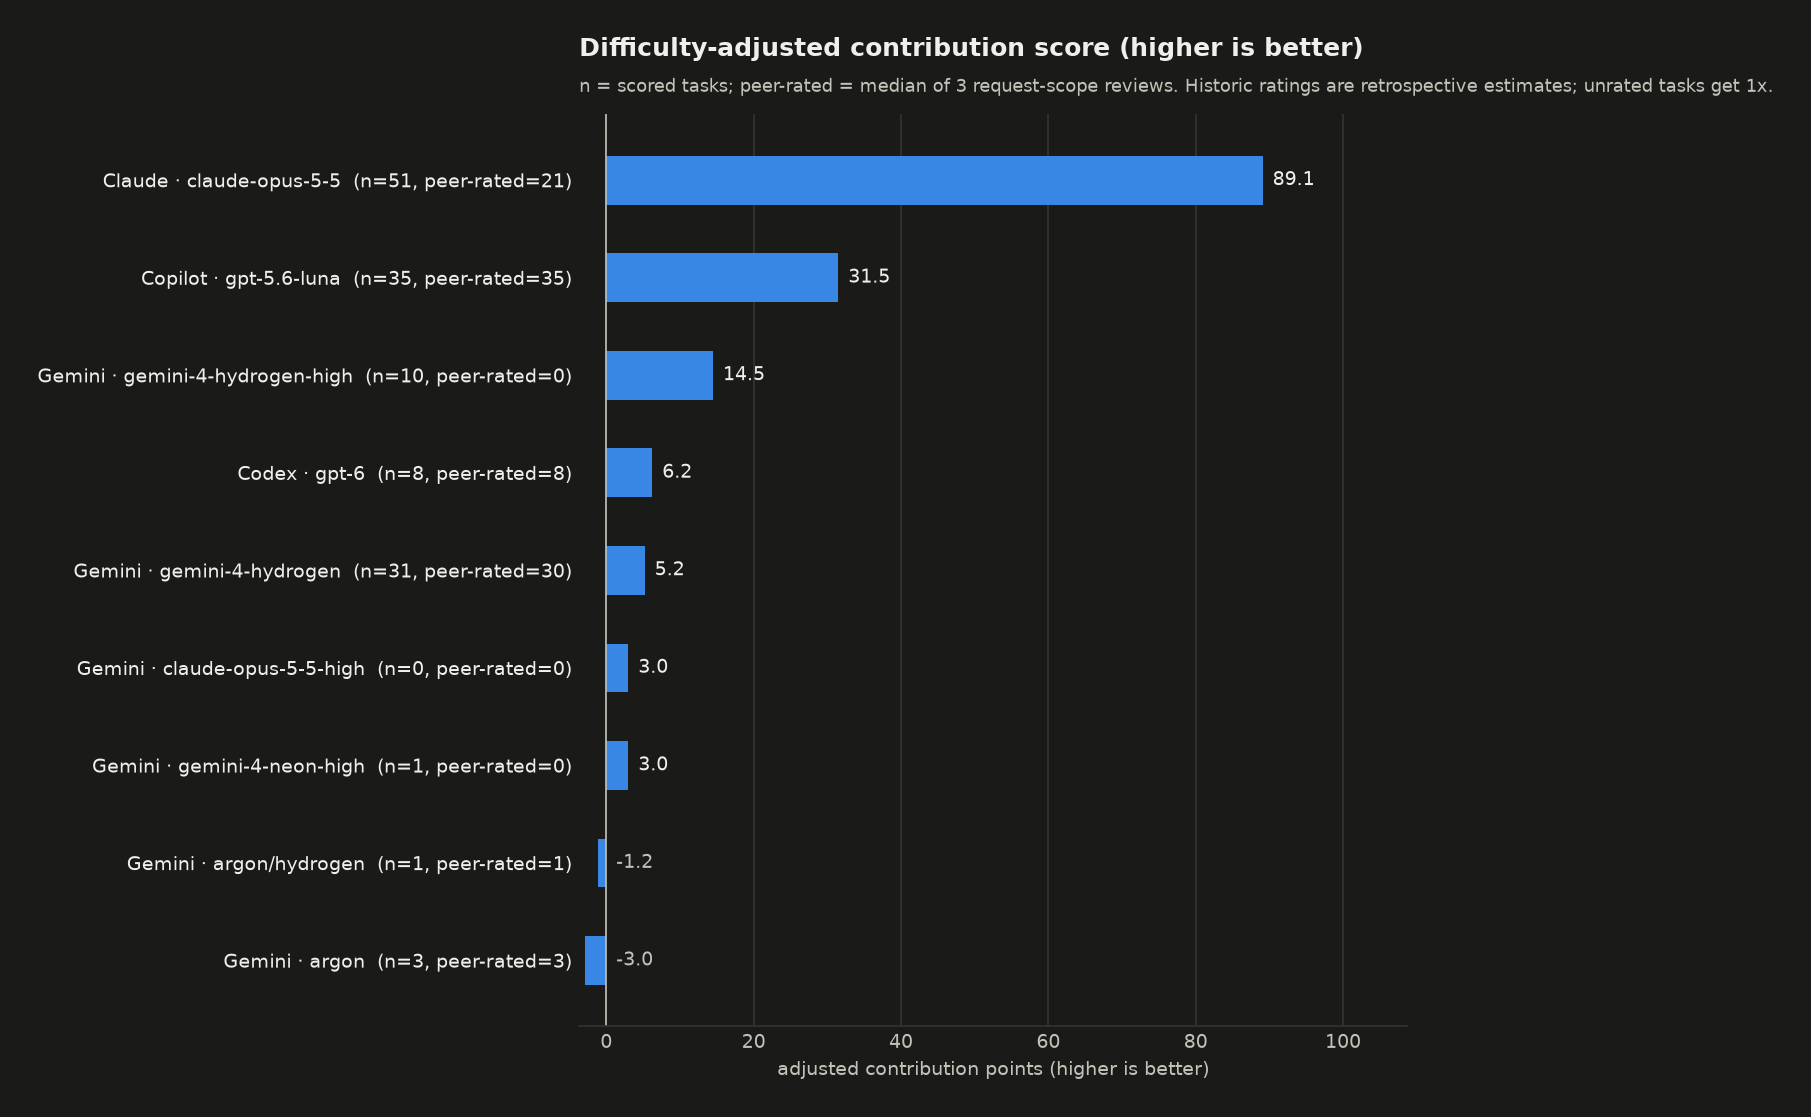 Difficulty-adjusted contribution score (higher is better)
n = scored tasks; peer-rated = median of 3 request-scope reviews. Historic ratings are retrospective estimates; unrated tasks get 1x.
Claude · claude-opus-5-5 (n=51, peer-rated=21) 89.1
Copilot · gpt-5.6-luna (n=35, peer-rated=35) 31.5
Gemini · gemini-4-hydrogen-high (n=10, peer-rated=0) 14.5
Codex · gpt-6 (n=8, peer-rated=8) 6.2
Gemini · gemini-4-hydrogen (n=31, peer-rated=30) 5.2
Gemini · claude-opus-5-5-high (n=0, peer-rated=0) 3.0
Gemini · gemini-4-neon-high (n=1, peer-rated=0) 3.0
Gemini · argon/hydrogen (n=1, peer-rated=1) -1.2
Gemini · argon (n=3, peer-rated=3) -3.0
0 20 40 60 80 100
adjusted contribution points (higher is better)